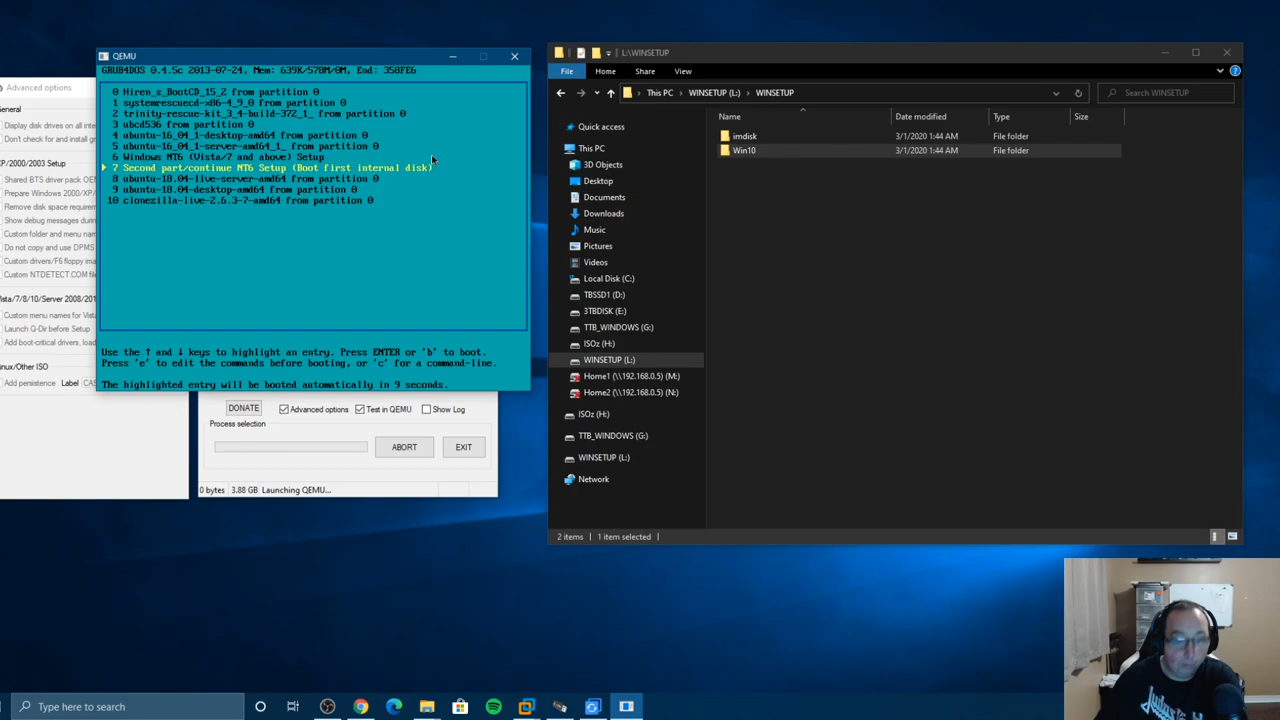 Advanced options
General
Display disk drives on all inte
Don't check for and install
XP/2000/2003 Setup
Shared BTS driver pack OEM
Prepare Windows 2000/XP
Show debug messages during
Custom folder and menu name
Do not copy and use DPMS
Custom drivers/F6 floppy ima
Custom NTDETECT.COM file
Vista/7/8/10/Server 2008/201
Custom menu names for Vista
Launch Q-Dir before Setup
Add boot-critical drivers, load
Linux/Other ISO
Add persistence Label CAS
QEMU
GRUB4DOS 0.4.5c 2013-07-24, Mem: 639K/578M/0M, End: 358FE6
0 Hiren_s_BootCD_15_2 from partition 0
1 systemrescuecd-x86-4_9_0 from partition 0
2 trinity-rescue-kit_3_4-build-372_1_ from partition 0
3 ubcd536 from partition 0
4 ubuntu-16_04_1-desktop-amd64 from partition 0
5 ubuntu-16_04_1-server-amd64_1_ from partition 0
6 Windows NT6 (Vista/7 and above) Setup
7 Second part/continue NT6 Setup (Boot first internal disk)
8 ubuntu-18.04-live-server-amd64 from partition 0
9 ubuntu-18.04-desktop-amd64 from partition 0
10 clonezilla-live-2.6.3-7-amd64 from partition 0
Use the ↑ and ↓ keys to highlight an entry. Press ENTER or 'b' to boot.
Press 'e' to edit the commands before booting, or 'c' for a command-line.
The highlighted entry will be booted automatically in 9 seconds.
DONATE Advanced options Test in QEMU Show Log
Process selection
ABORT EXIT
0 bytes 3.88 GB Launching QEMU...
L:\WINSETUP
File Home Share View
This PC > WINSETUP (L:) > WINSETUP
Search WINSETUP
Quick access
This PC
3D Objects
Desktop
Downloads
Music
Pictures
Videos
Local Disk (C:)
TBSSD1 (D:)
3TBDISK (E:)
TTB_WINDOWS (G:)
ISOz (H:)
WINSETUP (L:)
Home1 (\\192.168.0.5) (M:)
Home2 (\\192.168.0.5) (N:)
ISOz (H:)
TTB_WINDOWS (G:)
WINSETUP (L:)
Network
Name Date modified Type Size
imdisk 3/1/2020 1:44 AM File folder
Win10 3/1/2020 1:44 AM File folder
2 items 1 item selected
Type here to search